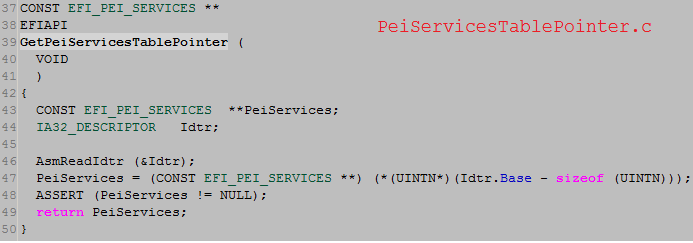 PeiServicesTablePointer.c
37 CONST EFI_PEI_SERVICES **
38 EFIAPI
39 GetPeiServicesTablePointer (
40   VOID
41   )
42 {
43   CONST EFI_PEI_SERVICES  **PeiServices;
44   IA32_DESCRIPTOR   Idtr;
45
46   AsmReadIdtr (&Idtr);
47   PeiServices = (CONST EFI_PEI_SERVICES **) (*(UINTN*)(Idtr.Base - sizeof (UINTN)));
48   ASSERT (PeiServices != NULL);
49   return PeiServices;
50 }